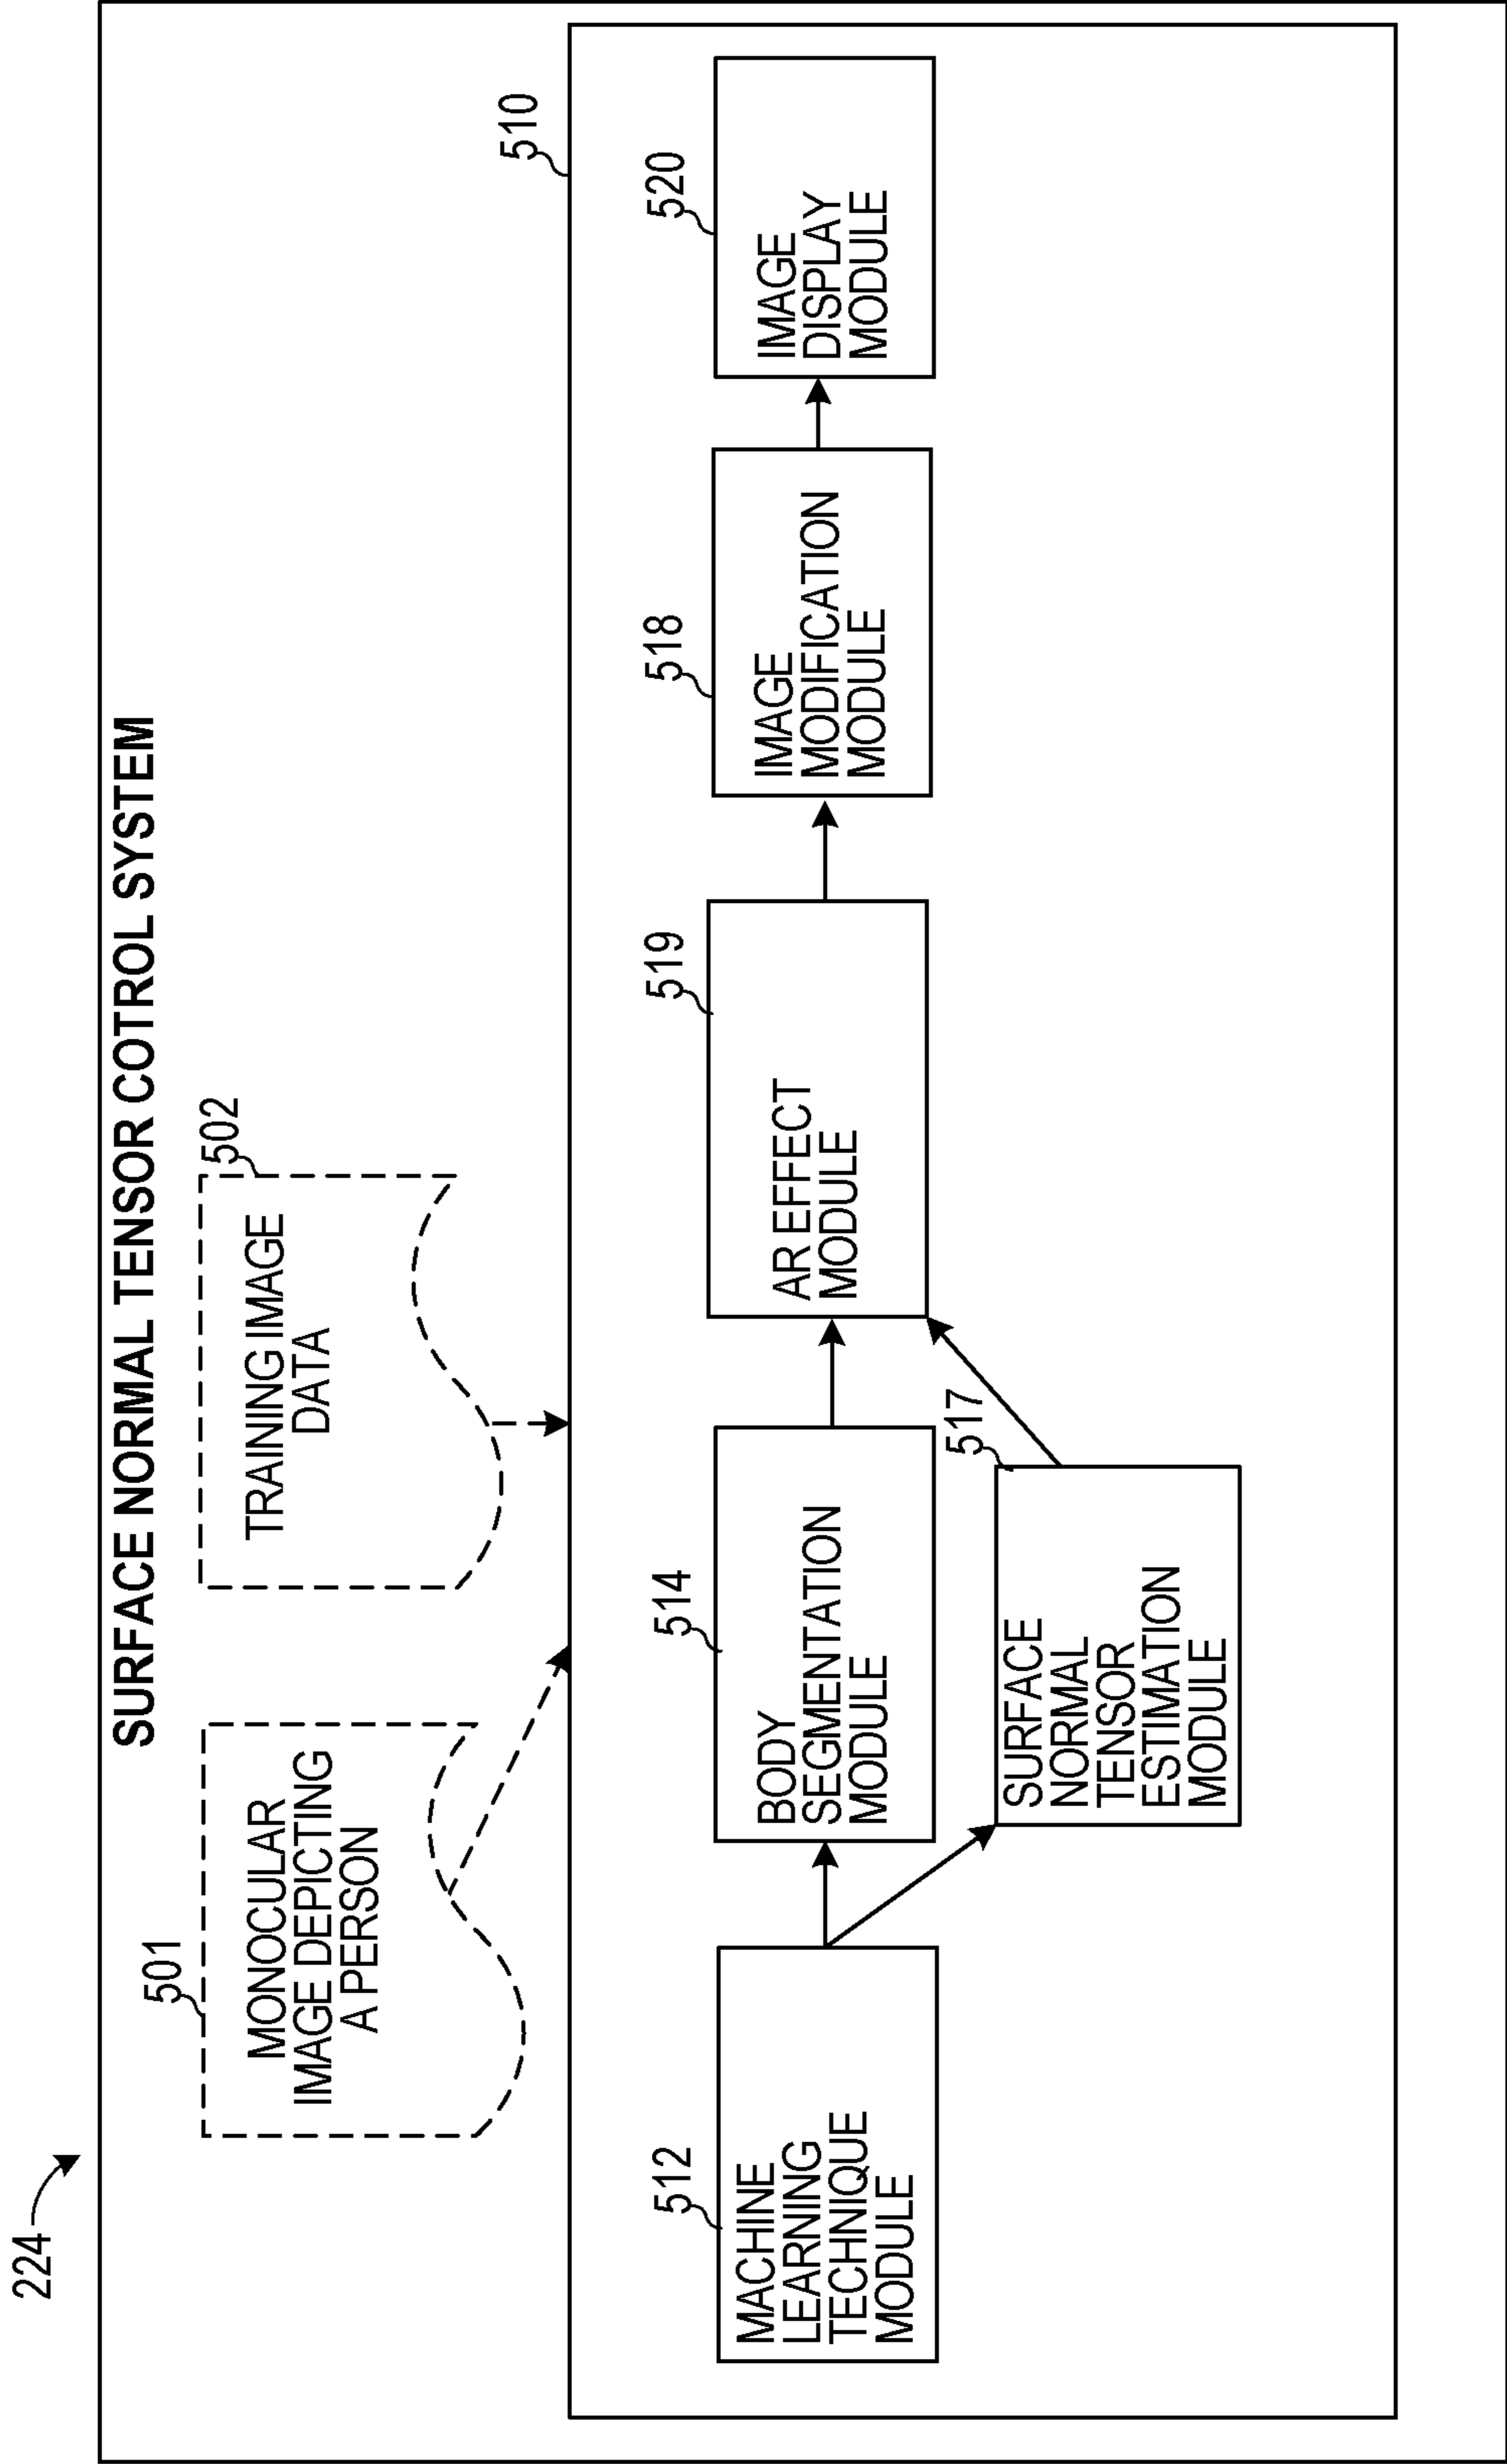 224
SURFACE NORMAL TENSOR COTROL SYSTEM
501
MONOCULAR
IMAGE DEPICTING
A PERSON
502
TRAINING IMAGE
DATA
510
512
MACHINE
LEARNING
TECHNIQUE
MODULE
514
BODY
SEGMENTATION
MODULE
517
SURFACE
NORMAL
TENSOR
ESTIMATION
MODULE
519
AR EFFECT
MODULE
518
IMAGE
MODIFICATION
MODULE
520
IMAGE
DISPLAY
MODULE